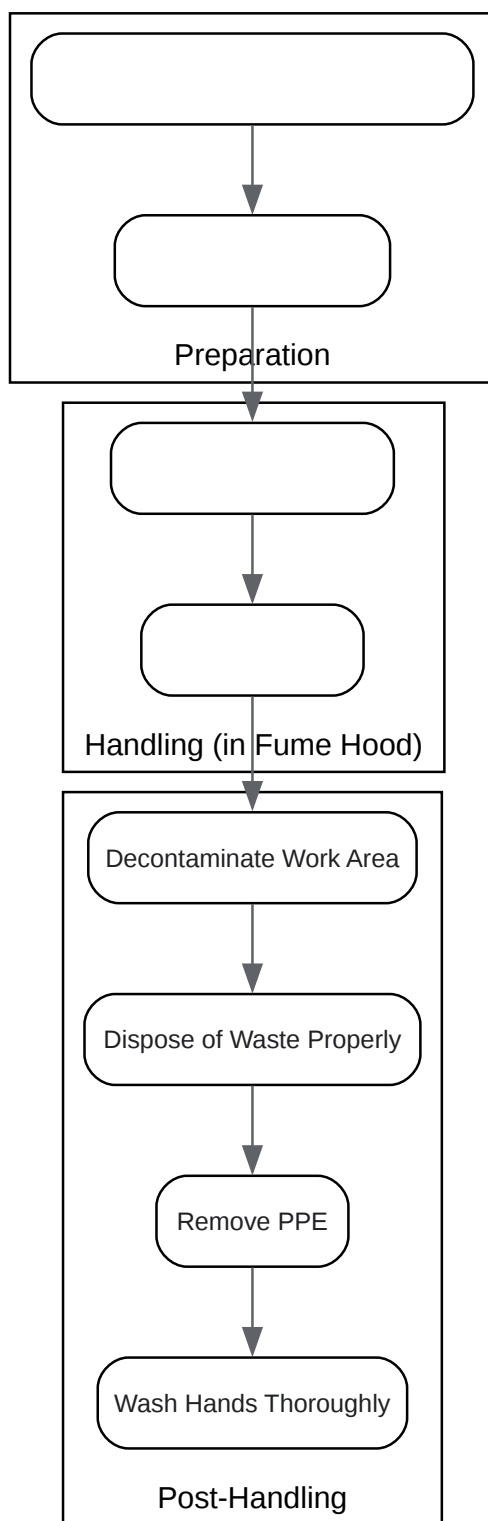 Preparation
Handling (in Fume Hood)
Decontaminate Work Area
Dispose of Waste Properly
Remove PPE
Wash Hands Thoroughly
Post-Handling